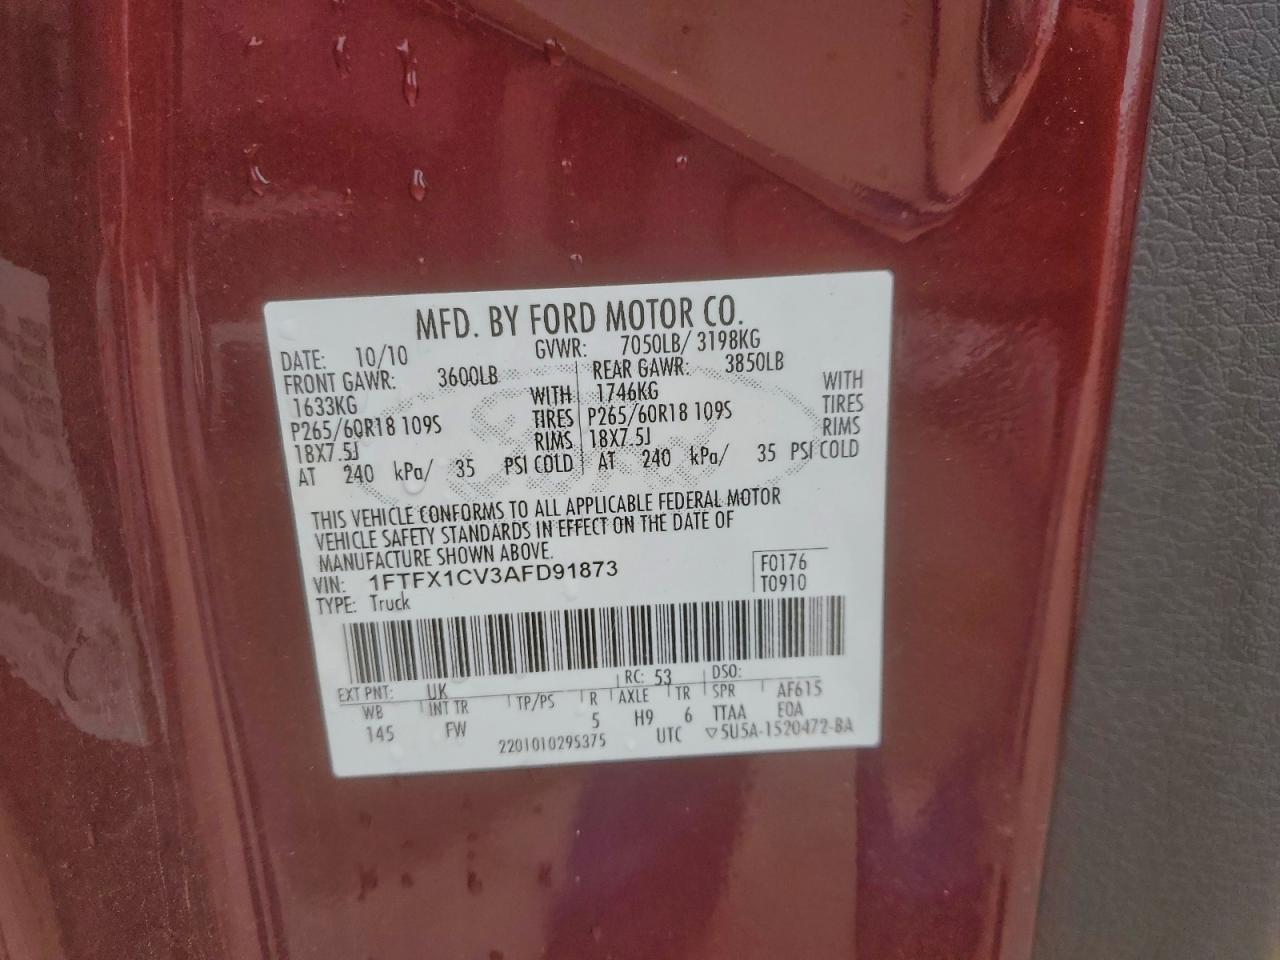 MFD. BY FORD MOTOR CO.
DATE: 10/10 GVWR: 7050LB/ 3198KG
FRONT GAWR: 3600LB REAR GAWR: 3850LB
1633KG WITH 1746KG WITH
P265/60R18 109S TIRES P265/60R18 109S TIRES
18X7.5J RIMS 18X7.5J RIMS
AT 240 kPa/ 35 PSI COLD AT 240 kPa/ 35 PSI COLD
THIS VEHICLE CONFORMS TO ALL APPLICABLE FEDERAL MOTOR
VEHICLE SAFETY STANDARDS IN EFFECT ON THE DATE OF
MANUFACTURE SHOWN ABOVE.
VIN: 1FTFX1CV3AFD91873 F0176
TYPE: Truck T0910
EXT PNT: UK RC: 53 DSO:
WB INT TR TP/PS R AXLE TR SPR AF615
145 FW 5 H9 6 TTAA EOA
2201010295375 UTC ▽5U5A-1520472-BA